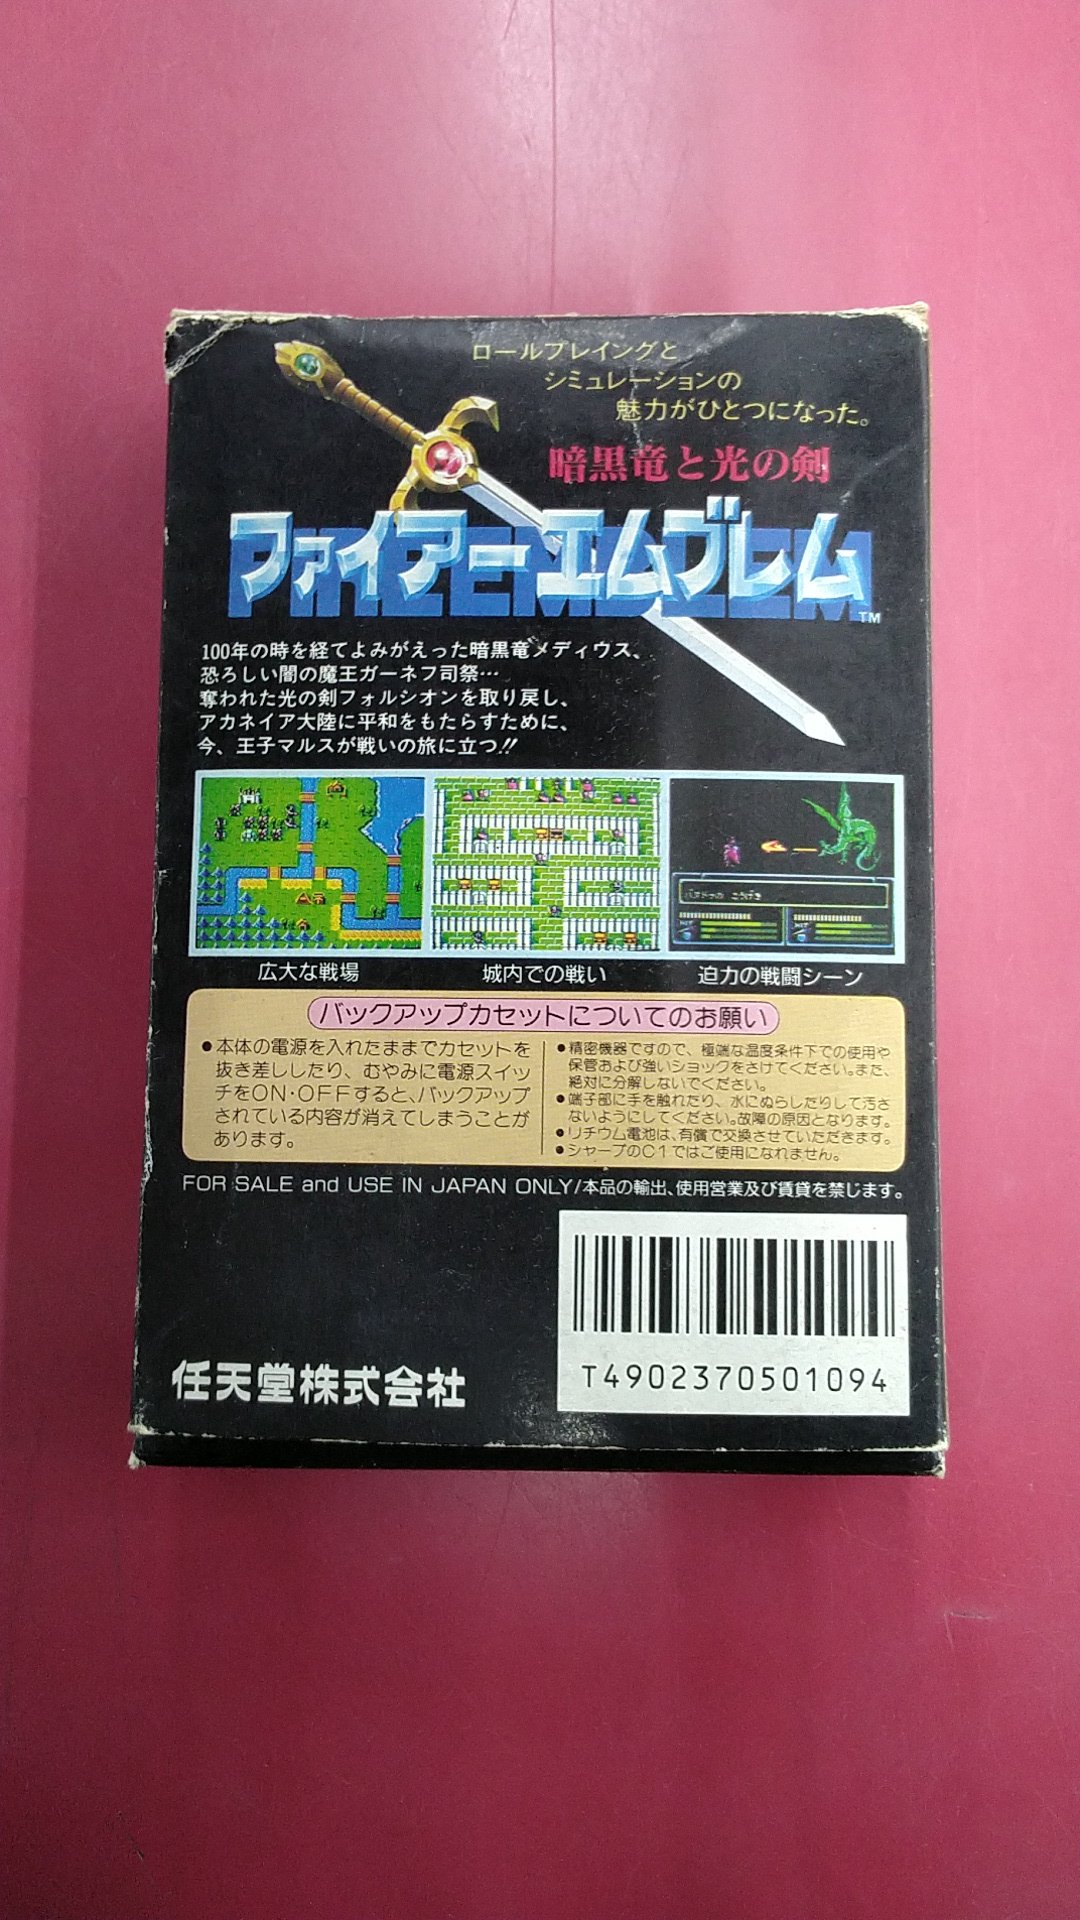 ロールプレイングと
シミュレーションの
魅力がひとつになった。
暗黒竜と光の剣
ファイアーエムブレム
FIRE EMBLEM
TM
100年の時を経てよみがえった暗黒竜メディウス、
恐ろしい闇の魔王ガーネフ司祭…
奪われた光の剣フォルシオンを取り戻し、
アカネイア大陸に平和をもたらすために、
今、王子マルスが戦いの旅に立つ!!
広大な戦場
城内での戦い
迫力の戦闘シーン
バックアップカセットについてのお願い
●本体の電源を入れたままでカセットを
抜き差ししたり、むやみに電源スイッ
チをON・OFFすると、バックアップ
されている内容が消えてしまうことが
あります。
●精密機器ですので、極端な温度条件下での使用や
保管および強いショックをさけてください。また、
絶対に分解しないでください。
●端子部に手を触れたり、水にぬらしたりして汚さ
ないようにしてください。故障の原因となります。
●リチウム電池は、有償で交換させていただきます。
●シャープのC1ではご使用になれません。
FOR SALE and USE IN JAPAN ONLY/本品の輸出、使用営業及び賃貸を禁じます。
T4902370501094
任天堂株式会社